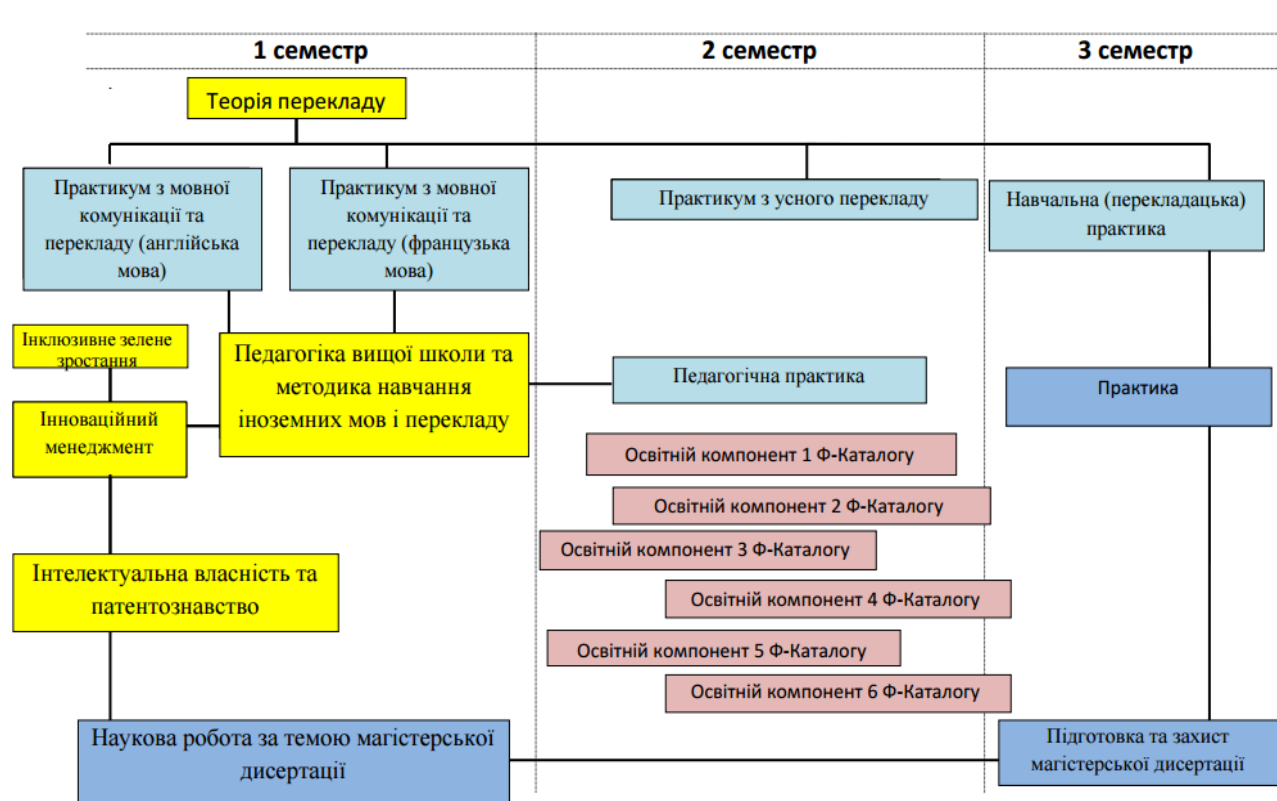 1 семестр
2 семестр
3 семестр
Теорія перекладу
Практикум з мовної
комунікації та
перекладу (англійська
мова)
Практикум з мовної
комунікації та
перекладу (французька
мова)
Практикум з усного перекладу
Навчальна (перекладацька)
практика
Інклюзивне зелене
зростання
Педагогіка вищої школи та
методика навчання
іноземних мов і перекладу
Педагогічна практика
Практика
Інноваційний
менеджмент
Освітній компонент 1 Ф-Каталогу
Освітній компонент 2 Ф-Каталогу
Освітній компонент 3 Ф-Каталогу
Інтелектуальна власність та
патентознавство
Освітній компонент 4 Ф-Каталогу
Освітній компонент 5 Ф-Каталогу
Освітній компонент 6 Ф-Каталогу
Наукова робота за темою магістерської
дисертації
Підготовка та захист
магістерської дисертації